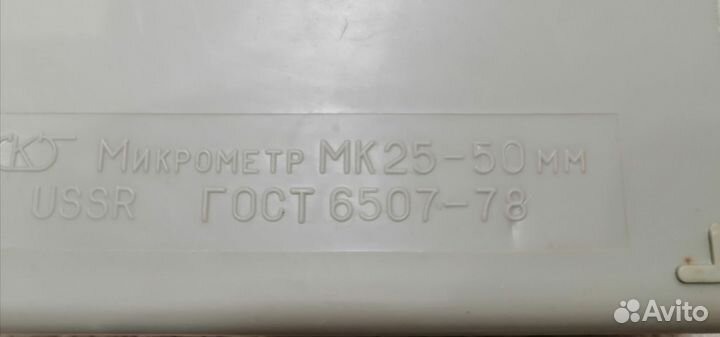 Микрометр МК25-50 мм
USSR ГОСТ 6507-78
Avito